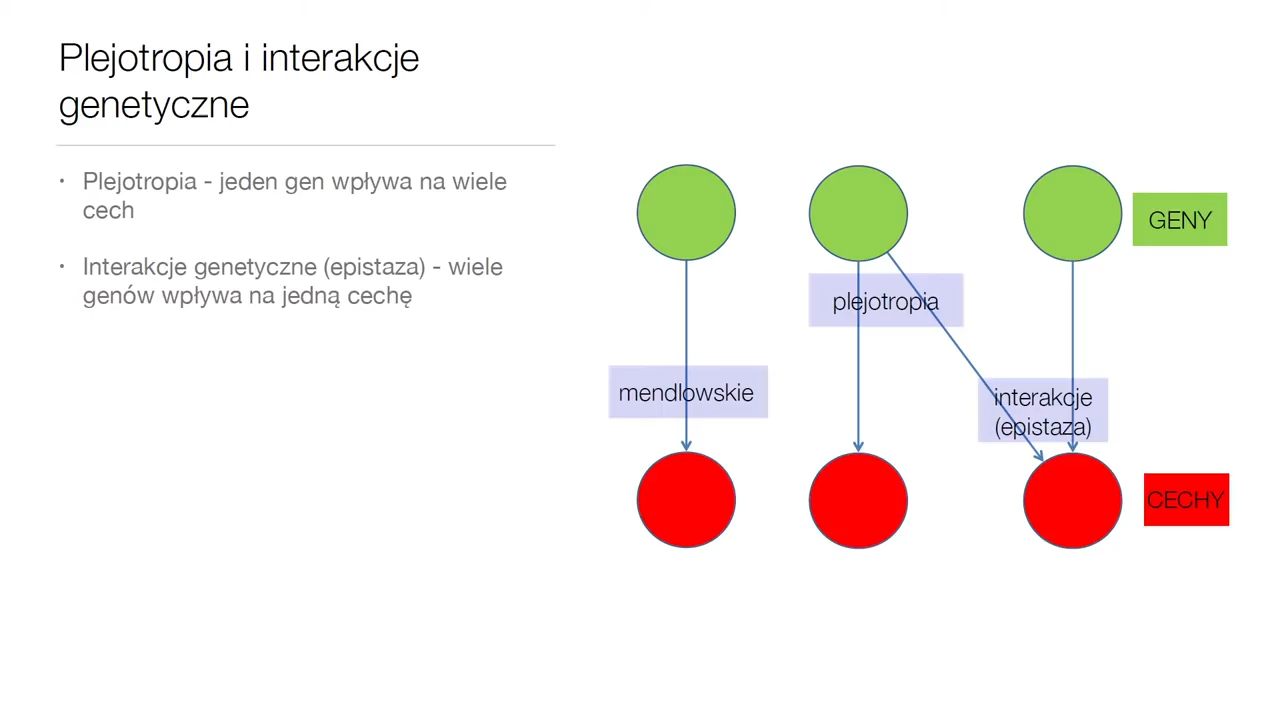 Plejotropia i interakcje
genetyczne
• Plejotropia - jeden gen wpływa na wiele
cech
• Interakcje genetyczne (epistaza) - wiele
genów wpływa na jedną cechę
GENY
plejotropia
mendlowskie
interakcje
(epistaza)
CECHY